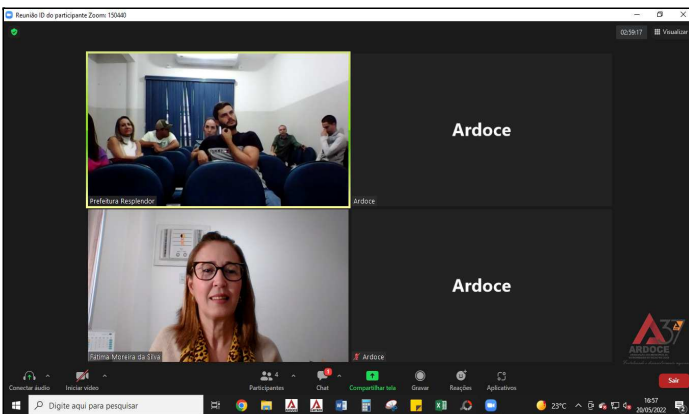 Reunião ID do participante Zoom: 150440
02:59:17 Visualizar
Ardoce
Prefeitura Resplendor
Ardoce
Ardoce
Fatima Moreira da Silva
Ardoce
ARDOCE
Conectar áudio
Iniciar vídeo
4
Participantes
1
Chat
Compartilhar tela
Gravar
Reações
Aplicativos
Sair
Digite aqui para pesquisar
23°C
16:57
20/05/2022